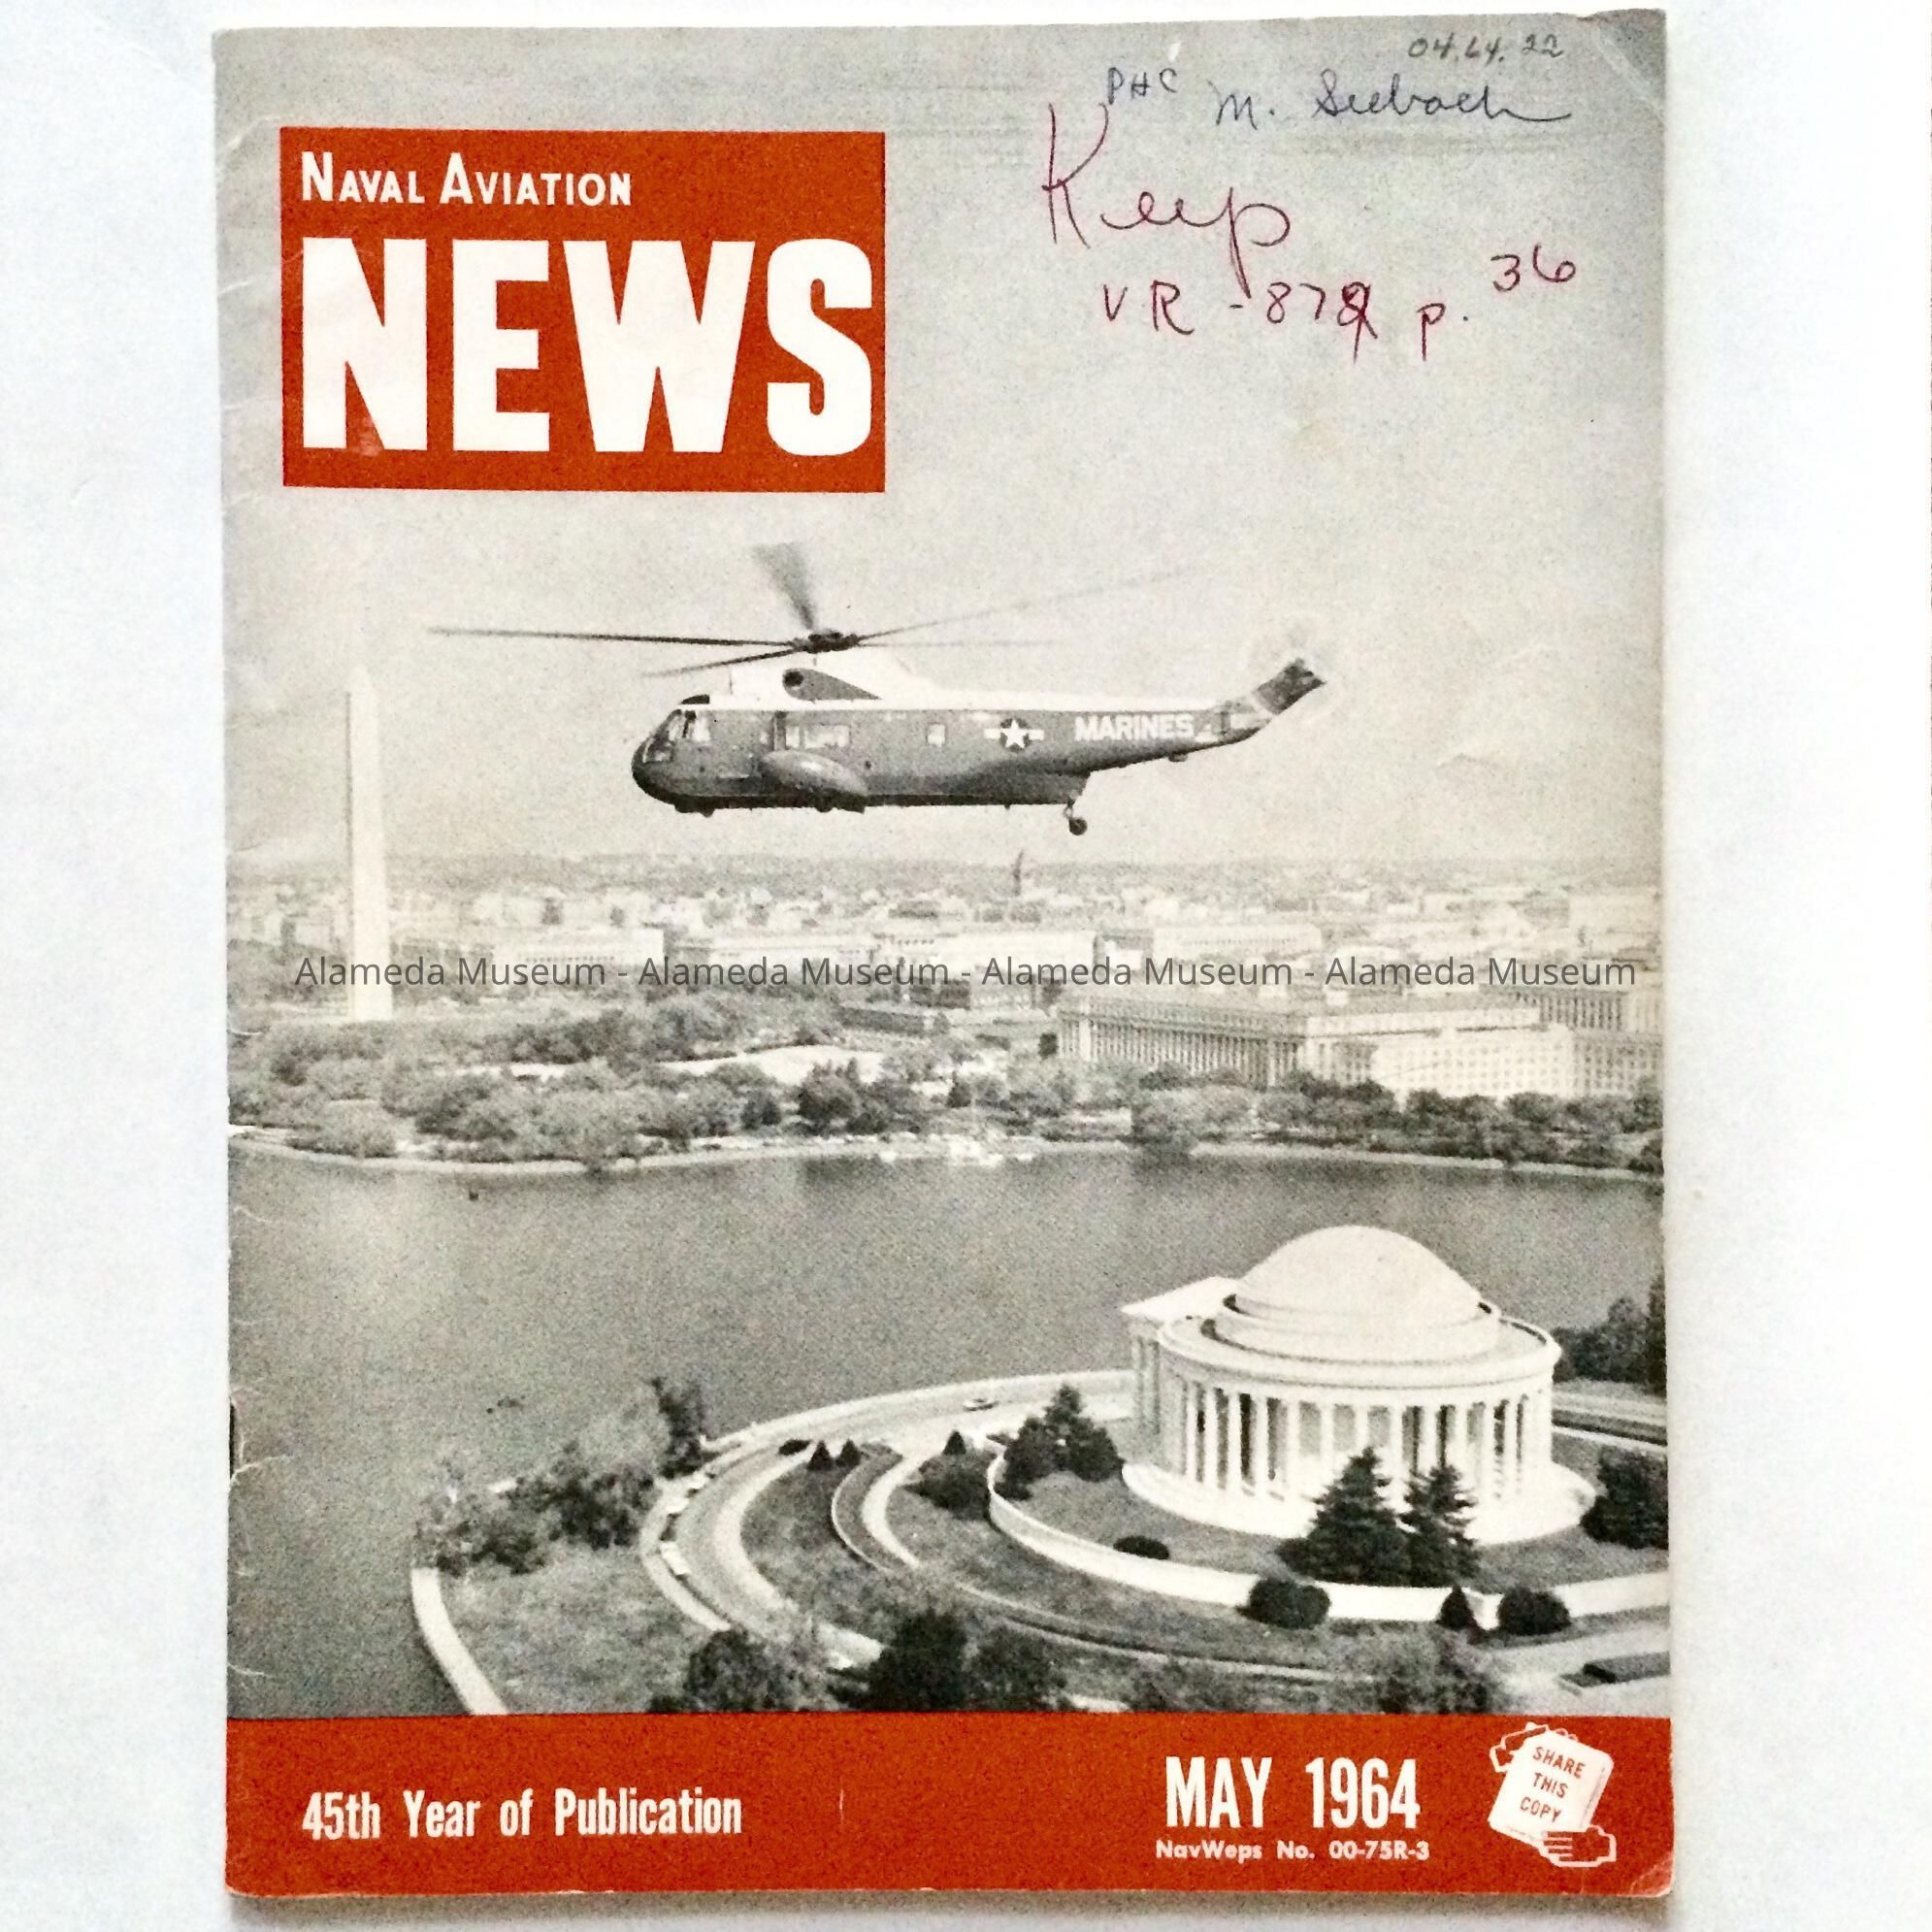 04.64.22
PHC M. Seebach
Keep
VR - 872 p. 36
NAVAL AVIATION
NEWS
MARINES
Alameda Museum - Alameda Museum - Alameda Museum - Alameda Museum
45th Year of Publication
MAY 1964
NavWeps No. 00-75R-3
SHARE
THIS
COPY